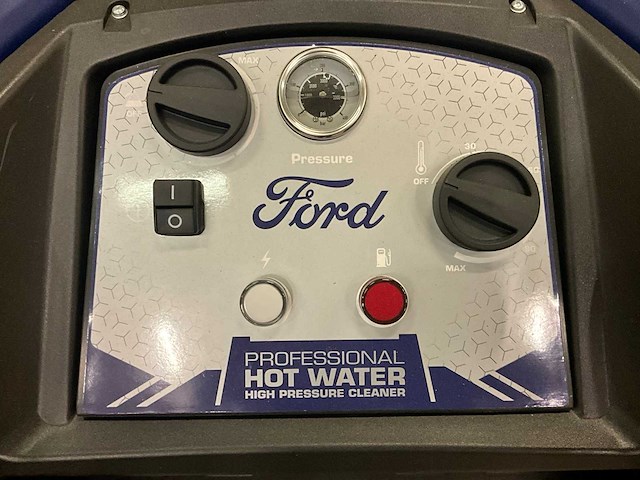 MAX
Pressure
30
OFF
I
O
Ford
MAX
PROFESSIONAL
HOT WATER
HIGH PRESSURE CLEANER